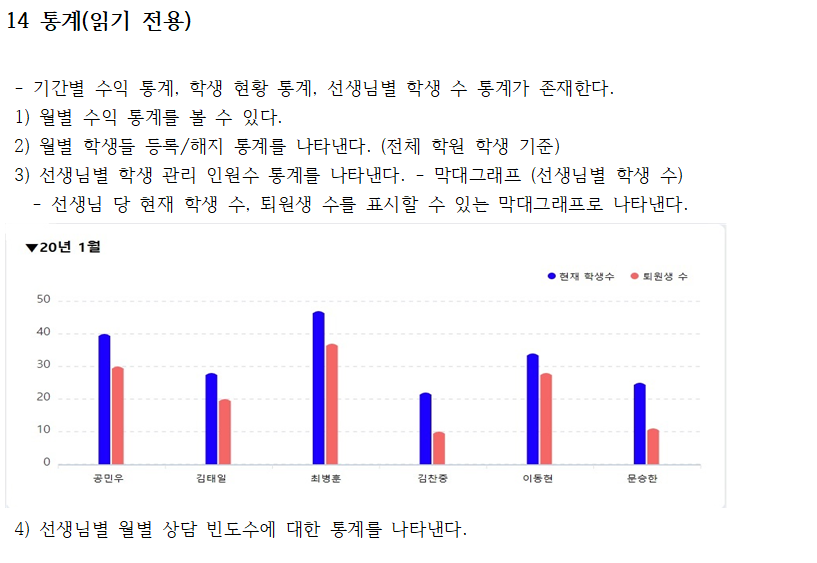 14 통계(읽기 전용)
- 기간별 수익 통계, 학생 현황 통계, 선생님별 학생 수 통계가 존재한다.
1) 월별 수익 통계를 볼 수 있다.
2) 월별 학생들 등록/해지 통계를 나타낸다. (전체 학원 학생 기준)
3) 선생님별 학생 관리 인원수 통계를 나타낸다. - 막대그래프 (선생님별 학생 수)
- 선생님 당 현재 학생 수, 퇴원생 수를 표시할 수 있는 막대그래프로 나타낸다.
▼20년 1월
현재 학생수 퇴원생 수
50
40
30
20
10
0
공민우 김태일 최병훈 김찬중 이동현 문승한
4) 선생님별 월별 상담 빈도수에 대한 통계를 나타낸다.